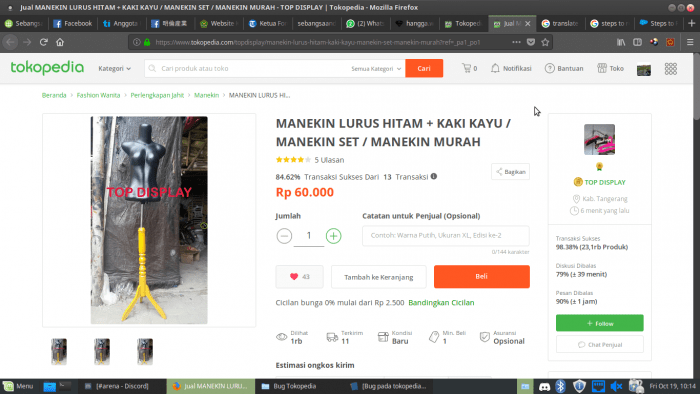 Jual MANEKIN LURUS HITAM + KAKI KAYU / MANEKIN SET / MANEKIN MURAH - TOP DISPLAY | Tokopedia - Mozilla Firefox
Sebang Facebook Anggota 明倫産業 Website Ketua F sebangsaan (2) What hangga Tokoped Jual M translate steps to Steps to
https://www.tokopedia.com/topdisplay/manekin-lurus-hitam-kaki-kayu-manekin-set-manekin-murah?ref=_pa1_po1
tokopedia Kategori Cari produk atau toko Semua Kategori Cari 0 Notifikasi Bantuan Toko
Beranda Fashion Wanita Perlengkapan Jahit Manekin MANEKIN LURUS HI...
TOP DISPLAY
MANEKIN LURUS HITAM + KAKI KAYU /
MANEKIN SET / MANEKIN MURAH
5 Ulasan
84.62% Transaksi Sukses Dari 13 Transaksi
Bagikan
Rp 60.000
Jumlah Catatan untuk Penjual (Opsional)
1 Contoh: Warna Putih, Ukuran XL, Edisi ke-2
0/144 karakter
43 Tambah ke Keranjang Beli
Cicilan bunga 0% mulai dari Rp 2.500 Bandingkan Cicilan
Dilihat Terkirim Kondisi Min. Beli Asuransi
1rb 11 Baru 1 Opsional
Estimasi ongkos kirim
TOP DISPLAY
Kab. Tangerang
6 menit yang lalu
Transaksi Sukses
98.38% (23,1rb Produk)
Diskusi Dibalas
79% (± 39 menit)
Pesan Dibalas
90% (± 1 jam)
+ Follow
Chat Penjual
Menu [#arena - Discord] Jual MANEKIN LURU... Bug Tokopedia [Bug pada tokopedia... Fri Oct 19, 10:14